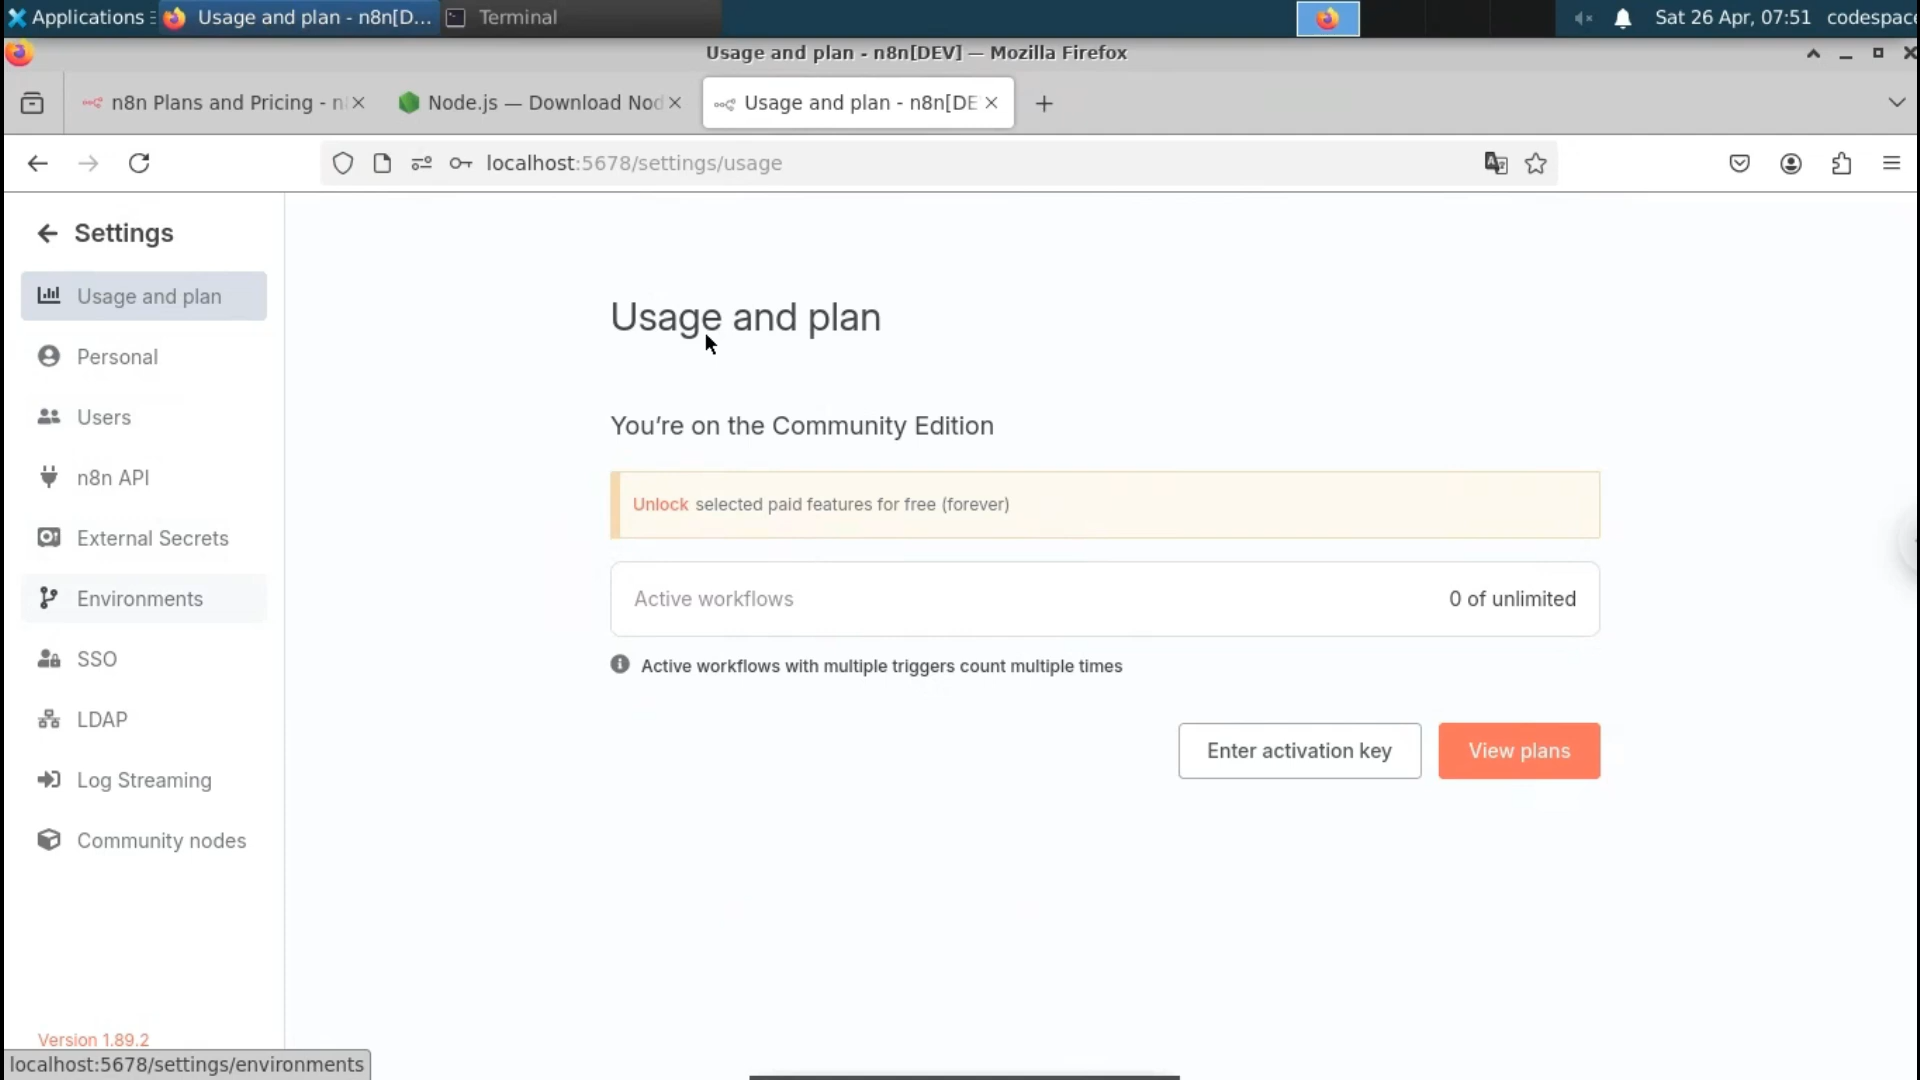 Applications
Usage and plan - n8n[D...
Terminal
Sat 26 Apr, 07:51
codespace
Usage and plan - n8n[DEV] — Mozilla Firefox
n8n Plans and Pricing - n
Node.js — Download Nod
Usage and plan - n8n[DE
localhost:5678/settings/usage
Settings
Usage and plan
Personal
Users
n8n API
External Secrets
Environments
SSO
LDAP
Log Streaming
Community nodes
Version 1.89.2
localhost:5678/settings/environments
Usage and plan
You’re on the Community Edition
Unlock selected paid features for free (forever)
Active workflows
0 of unlimited
Active workflows with multiple triggers count multiple times
Enter activation key
View plans